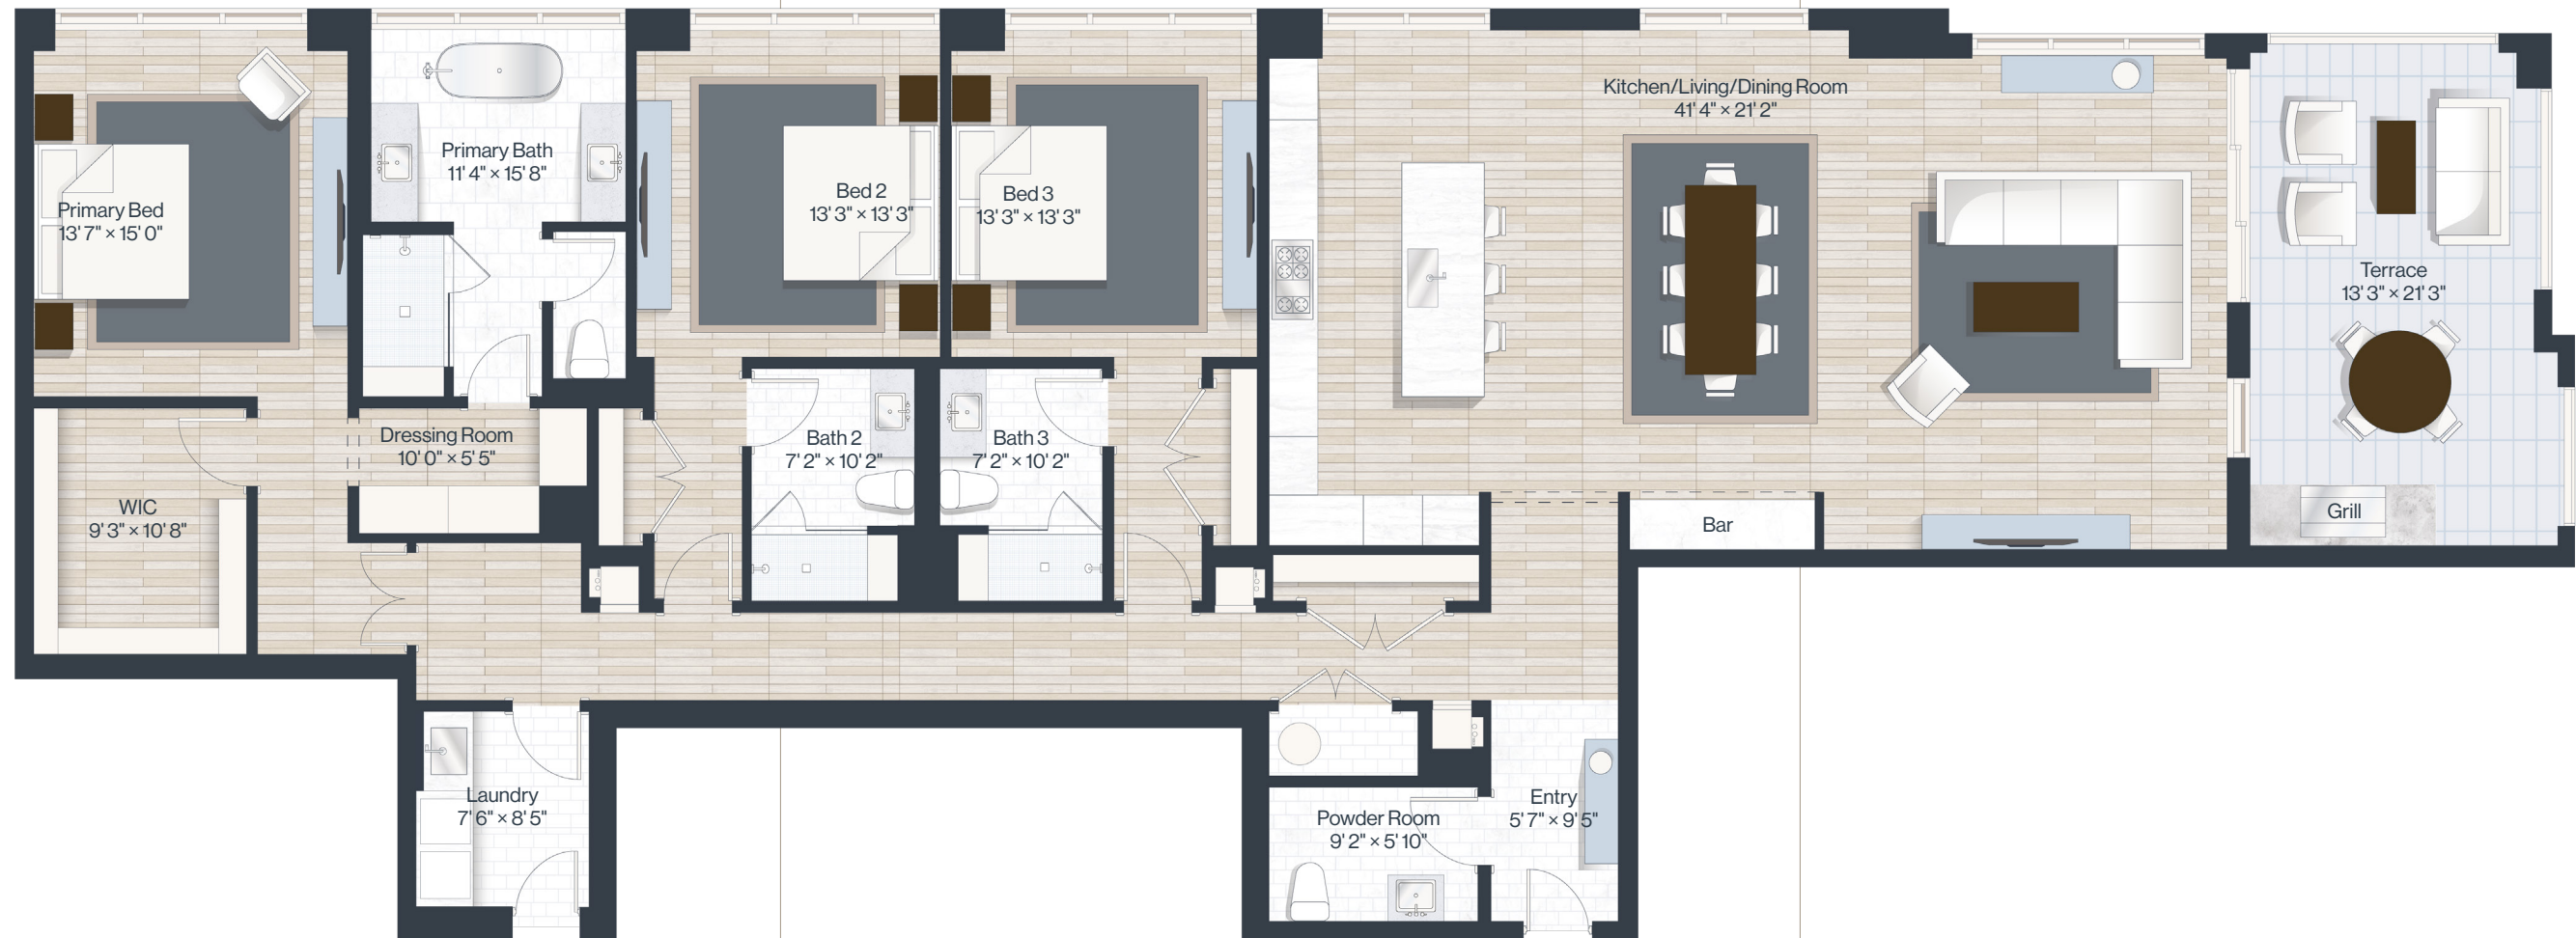 Primary Bed
13' 7" × 15' 0"
Primary Bath
11' 4" × 15' 8"
Bed 2
13' 3" × 13' 3"
Bed 3
13' 3" × 13' 3"
Kitchen/Living/Dining Room
41' 4" × 21' 2"
Terrace
13' 3" × 21' 3"
Dressing Room
10' 0" × 5' 5"
Bath 2
7' 2" × 10' 2"
Bath 3
7' 2" × 10' 2"
WIC
9' 3" × 10' 8"
Bar
Grill
Laundry
7' 6" × 8' 5"
Powder Room
9' 2" × 5' 10"
Entry
5' 7" × 9' 5"